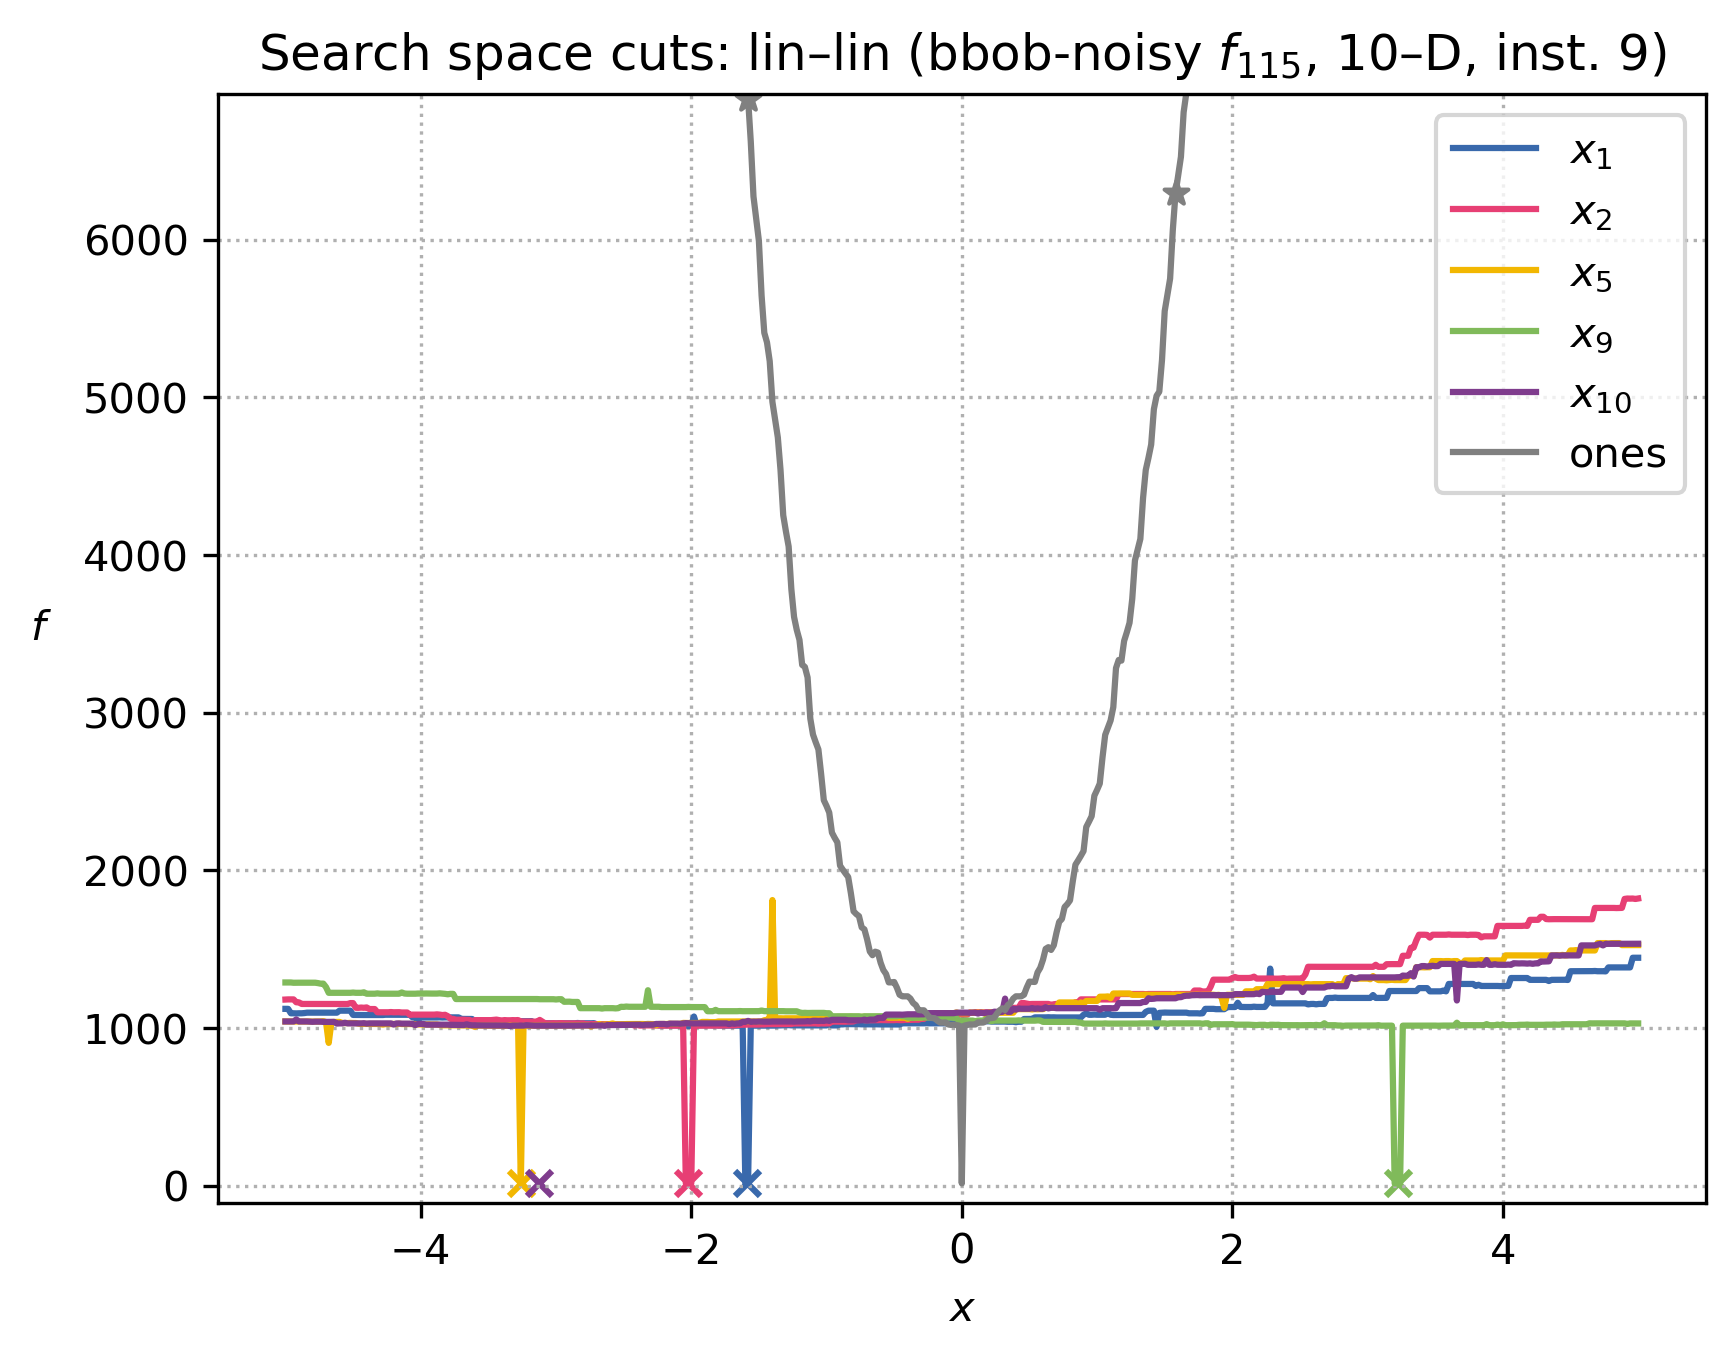 Search space cuts: lin–lin (bbob-noisy f₁₁₅, 10–D, inst. 9)
x₁
x₂
x₅
x₉
x₁₀
ones
6000
5000
4000
3000
2000
1000
0
f
−4 −2 0 2 4
x